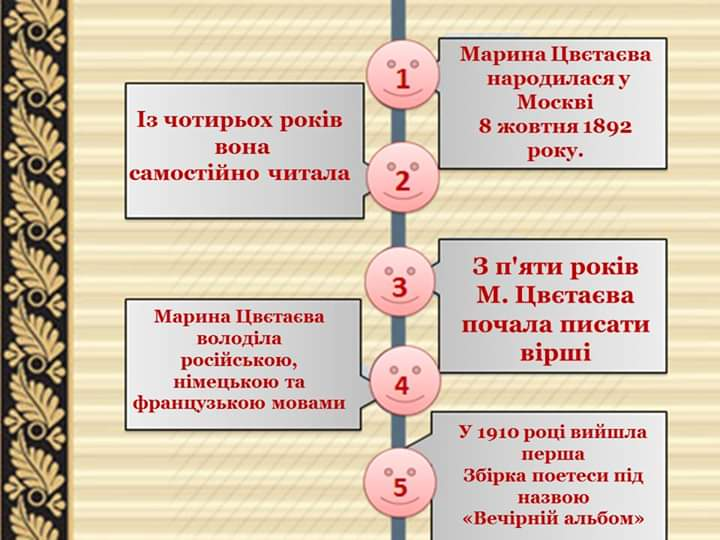 1
Марина Цвєтаєва
народилася у
Москві
8 жовтня 1892
року.
Із чотирьох років
вона
самостійно читала
2
3
З п'яти років
М. Цвєтаєва
почала писати
вірші
Марина Цвєтаєва
володіла
російською,
німецькою та
французькою мовами
4
5
У 1910 році вийшла
перша
Збірка поетеси під
назвою
«Вечірній альбом»